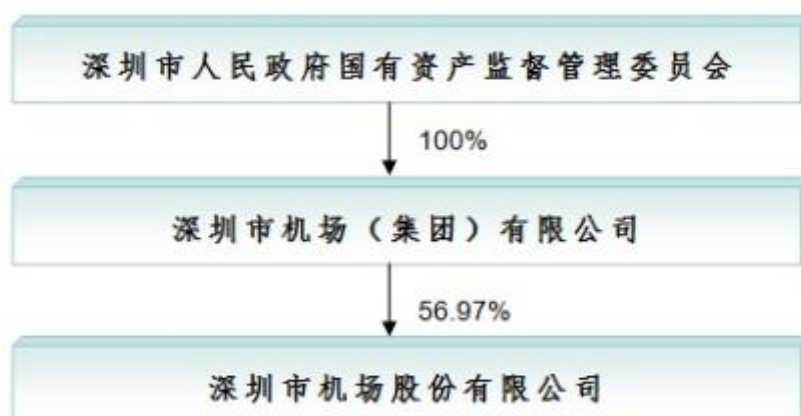 深圳市人民政府国有资产监督管理委员会
100%
深圳市机场（集团）有限公司
56.97%
深圳市机场股份有限公司